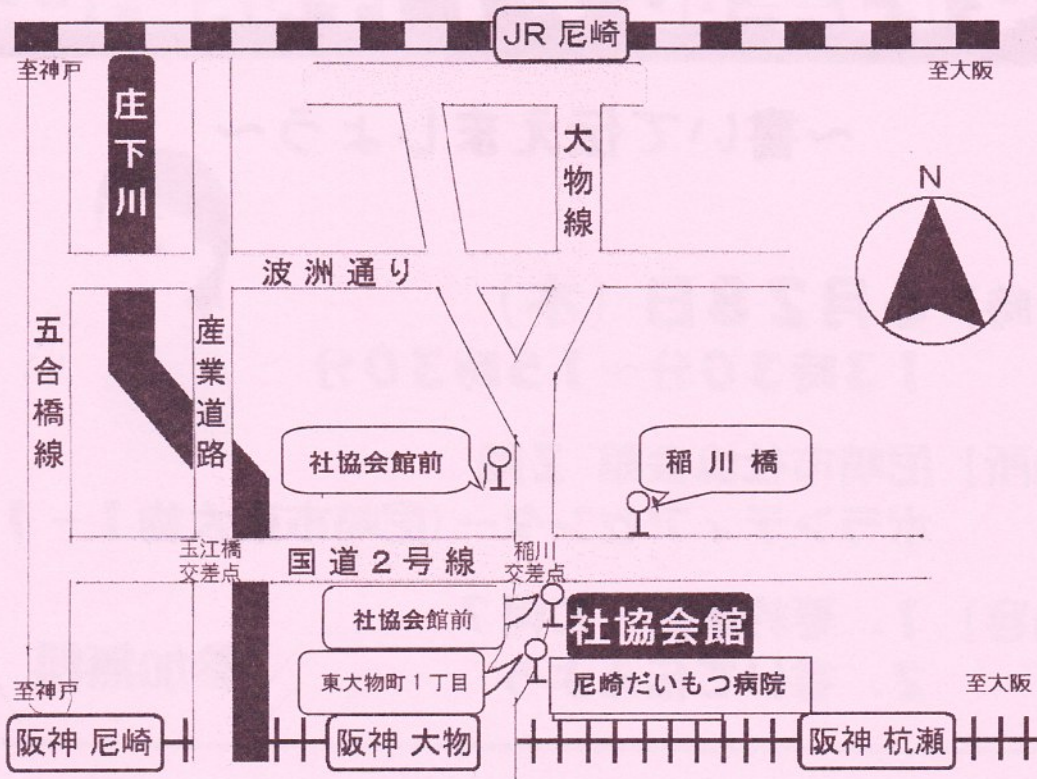 JR 尼崎
至神戸
至大阪
庄下川
大物線
N
波洲通り
五合橋線
産業道路
社協会館前
稲川橋
玉江橋
交差点
国道2号線
稲川
交差点
社協会館前
社協会館
東大物町1丁目
尼崎だいもつ病院
至神戸
至大阪
阪神 尼崎
阪神 大物
阪神 杭瀬